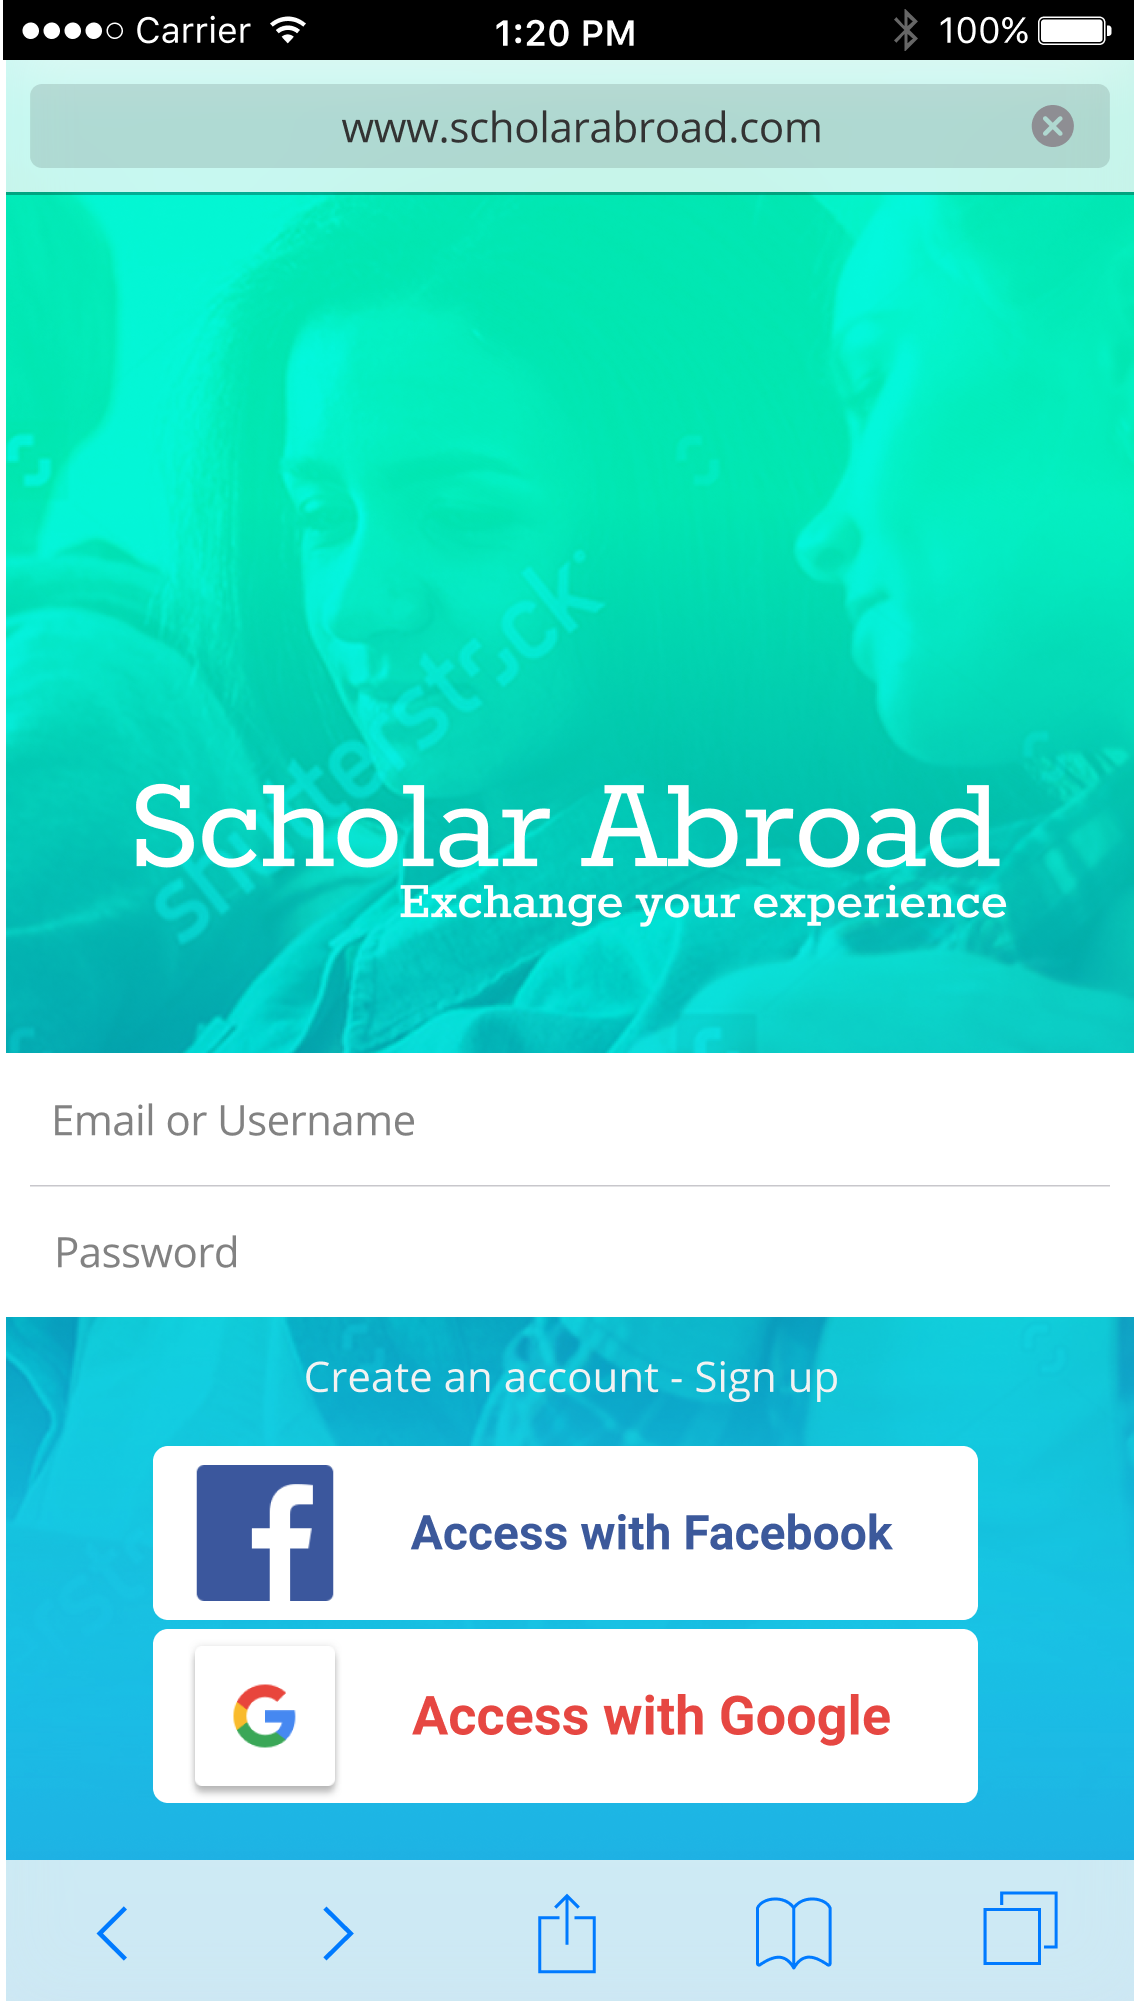 Carrier 1:20 PM 100%
www.scholarabroad.com
shutterstock
Scholar Abroad
Exchange your experience
Email or Username
Password
Create an account - Sign up
Access with Facebook
Access with Google